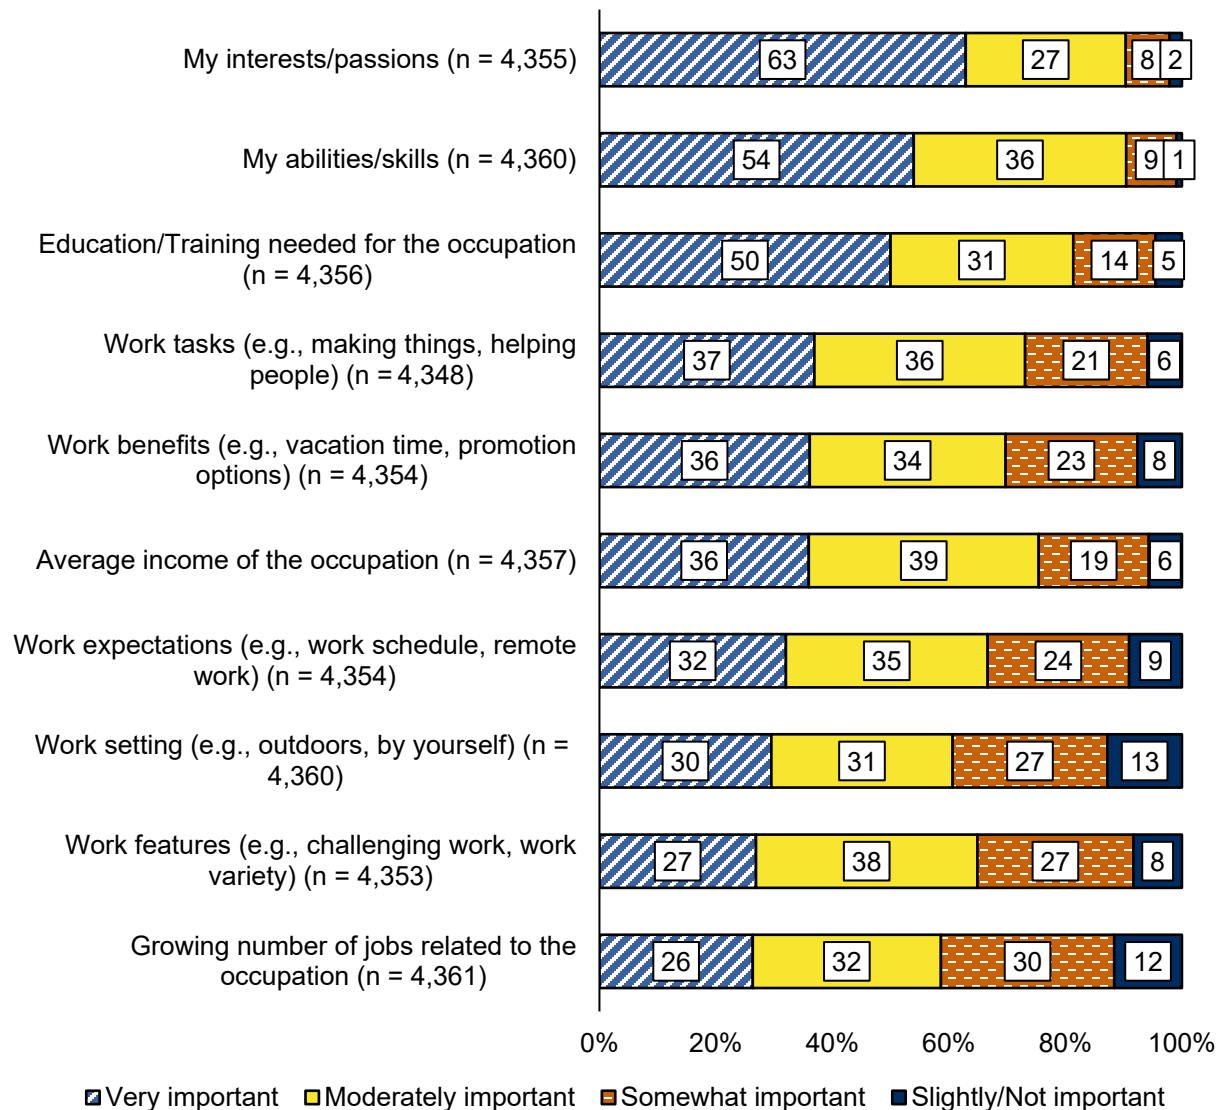 My interests/passions (n = 4,355)
63 27 8 2
My abilities/skills (n = 4,360)
54 36 9 1
Education/Training needed for the occupation
(n = 4,356)
50 31 14 5
Work tasks (e.g., making things, helping
people) (n = 4,348)
37 36 21 6
Work benefits (e.g., vacation time, promotion
options) (n = 4,354)
36 34 23 8
Average income of the occupation (n = 4,357)
36 39 19 6
Work expectations (e.g., work schedule, remote
work) (n = 4,354)
32 35 24 9
Work setting (e.g., outdoors, by yourself) (n =
4,360)
30 31 27 13
Work features (e.g., challenging work, work
variety) (n = 4,353)
27 38 27 8
Growing number of jobs related to the
occupation (n = 4,361)
26 32 30 12
0% 20% 40% 60% 80% 100%
Very important Moderately important Somewhat important Slightly/Not important